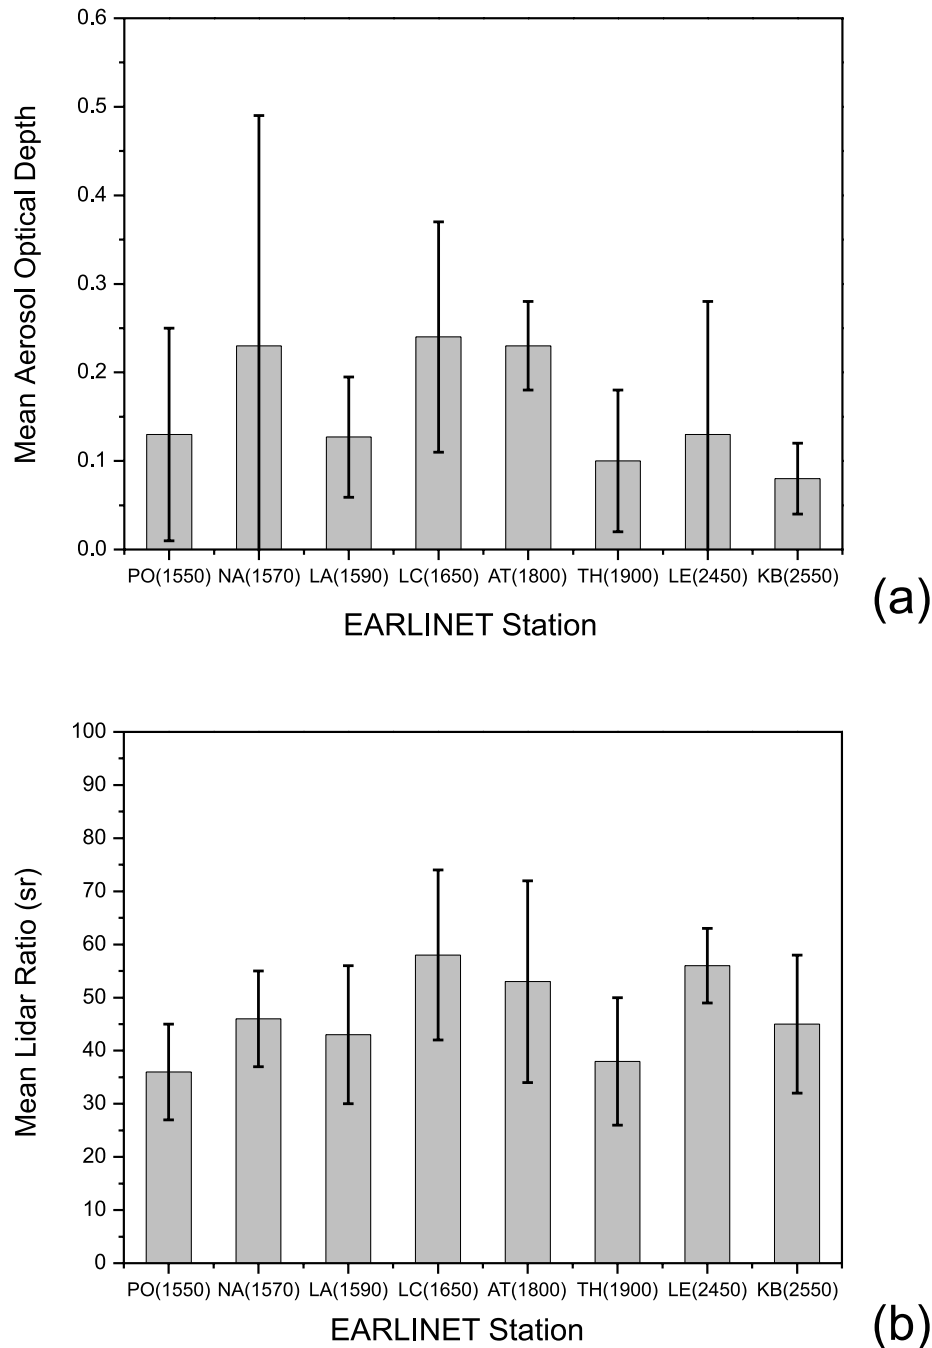 0.6
0.5
0.4
0.3
0.2
0.1
0.0
Mean Aerosol Optical Depth
PO(1550) NA(1570) LA(1590) LC(1650) AT(1800) TH(1900) LE(2450) KB(2550)
EARLINET Station
(a)
100
90
80
70
60
50
40
30
20
10
0
Mean Lidar Ratio (sr)
PO(1550) NA(1570) LA(1590) LC(1650) AT(1800) TH(1900) LE(2450) KB(2550)
EARLINET Station
(b)